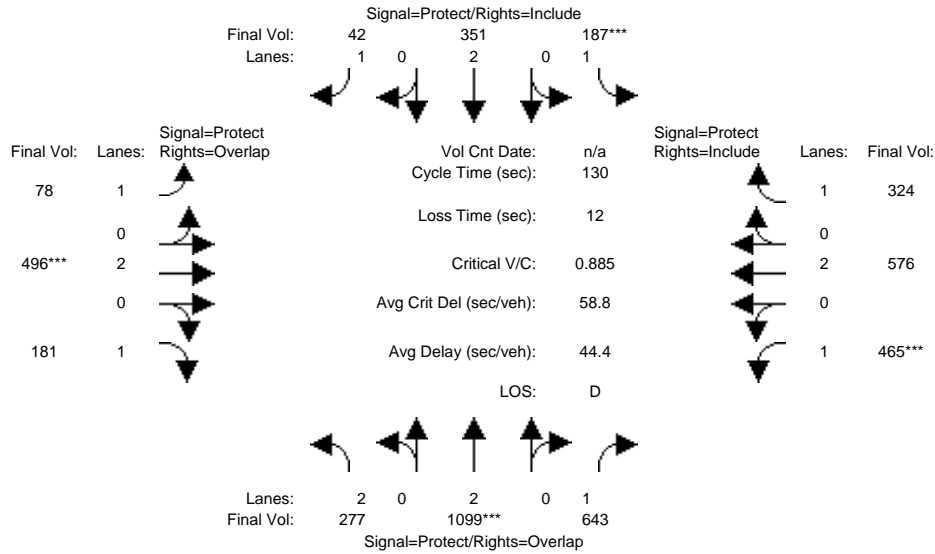 Signal=Protect/Rights=Include
Final Vol: 42 351 187***
Lanes: 1 0 2 0 1
Signal=Protect
Final Vol: Lanes: Rights=Overlap
Vol Cnt Date: n/a
Signal=Protect
Rights=Include Lanes: Final Vol:
Cycle Time (sec): 130
78 1
1 324
Loss Time (sec): 12
0
0
496*** 2
Critical V/C: 0.885
2 576
0
Avg Crit Del (sec/veh): 58.8
0
181 1
Avg Delay (sec/veh): 44.4
1 465***
LOS: D
Lanes: 2 0 2 0 1
Final Vol: 277 1099*** 643
Signal=Protect/Rights=Overlap